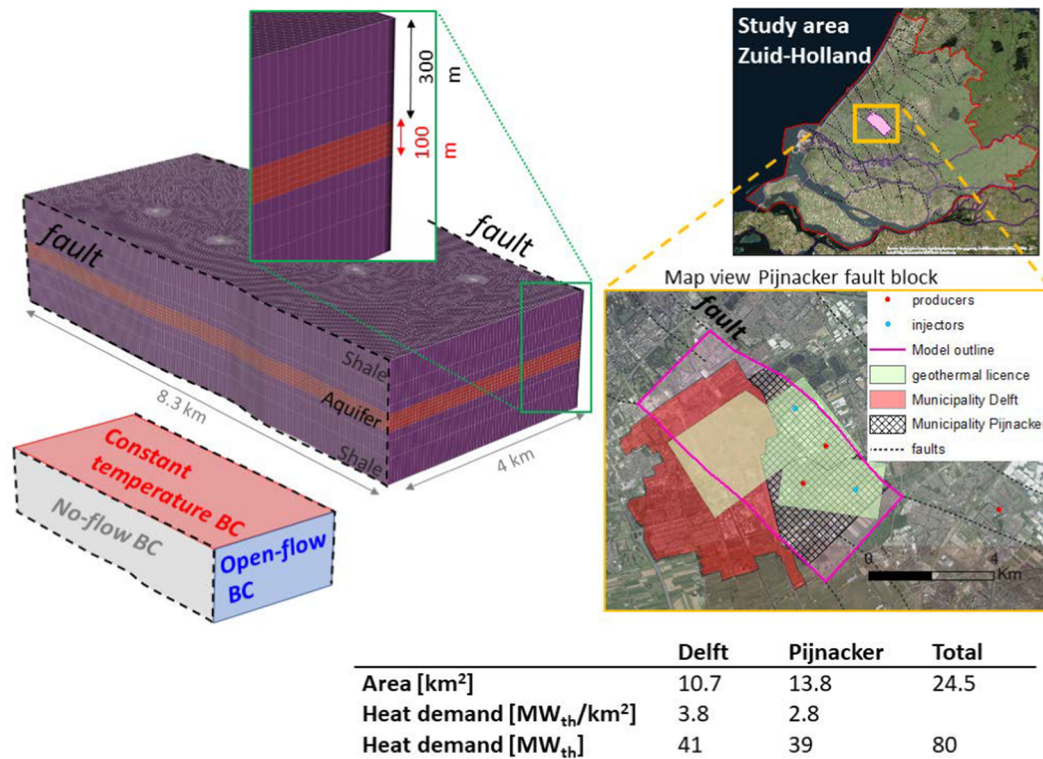 300
m
100
m
fault
fault
Shale
Aquifer
Shale
8.3 km
4 km
Constant
temperature BC
No-flow BC
Open-flow
BC
Study area
Zuid-Holland
Map view Pijnacker fault block
fault
producers
injectors
Model outline
geothermal licence
Municipality Delft
Municipality Pijnacker
faults
0 4
Km
Delft Pijnacker Total
Area [km²] 10.7 13.8 24.5
Heat demand [MWth/km²] 3.8 2.8
Heat demand [MWth] 41 39 80